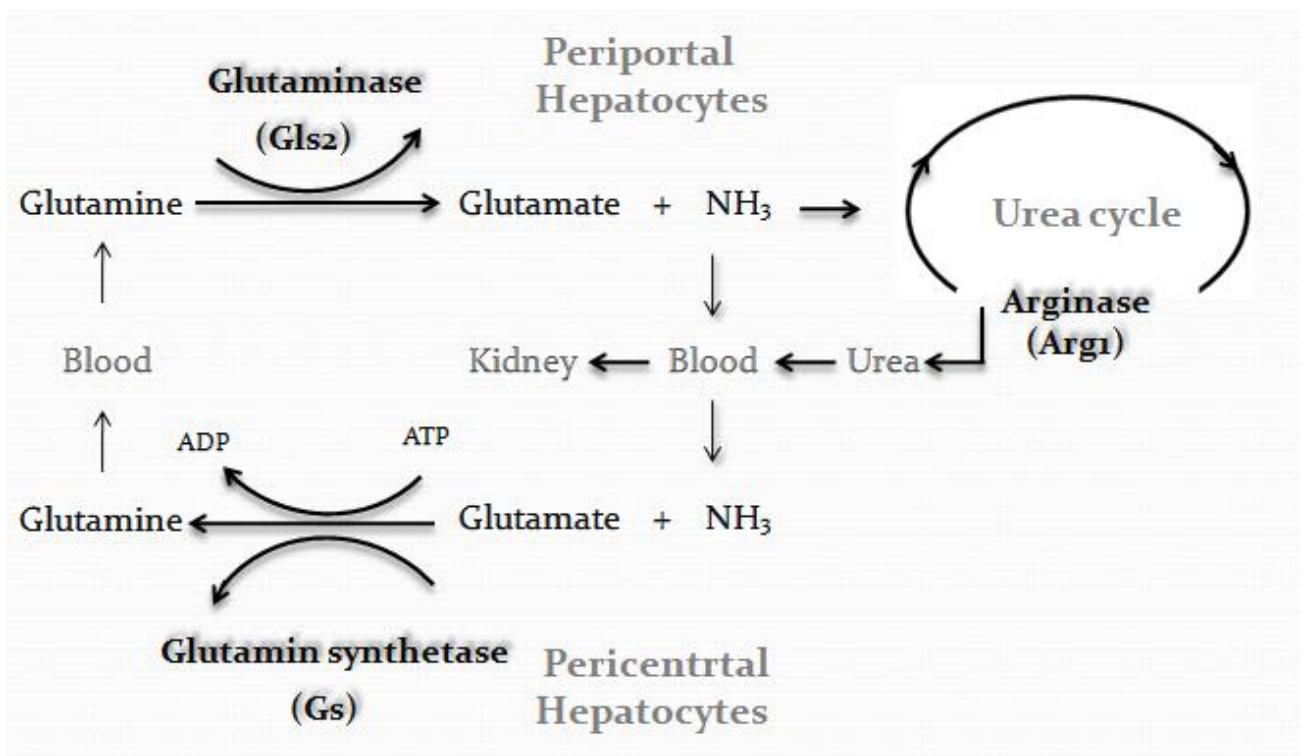 Periportal
Hepatocytes
Glutaminase
(Gls2)
Glutamine
Glutamate + NH₃
Urea cycle
Arginase
(Arg1)
Blood
Kidney
Blood
Urea
ADP
ATP
Glutamine
Glutamate + NH₃
Glutamin synthetase
(Gs)
Pericentrtal
Hepatocytes